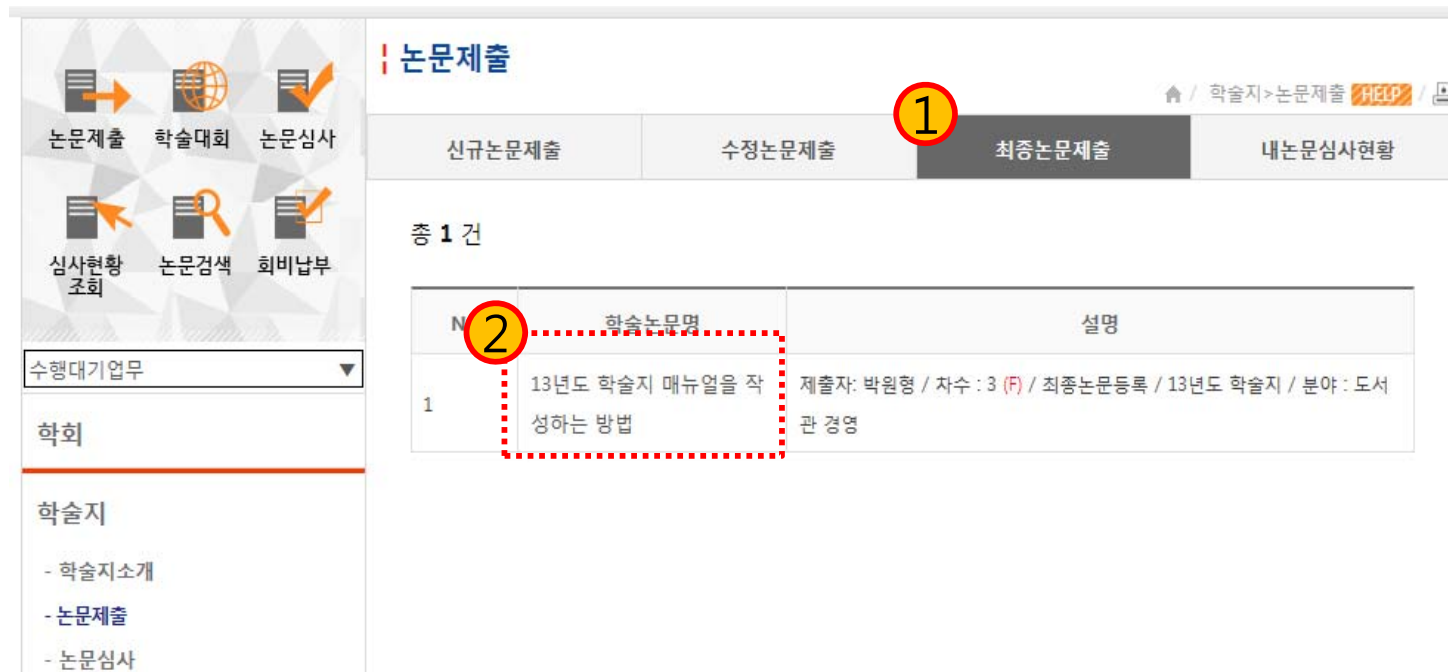 논문제출 학술대회 논문심사
심사현황 논문검색 회비납부
조회
수행대기업무 ▼
학회
학술지
- 학술지소개
- 논문제출
- 논문심사
논문제출
/ 학술지>논문제출 HELP /
1
신규논문제출 수정논문제출 최종논문제출 내논문심사현황
총 1 건
2
N 학술논문명 설명
1 13년도 학술지 매뉴얼을 작
성하는 방법
제출자: 박원형 / 차수 : 3 (F) / 최종논문등록 / 13년도 학술지 / 분야 : 도서
관 경영